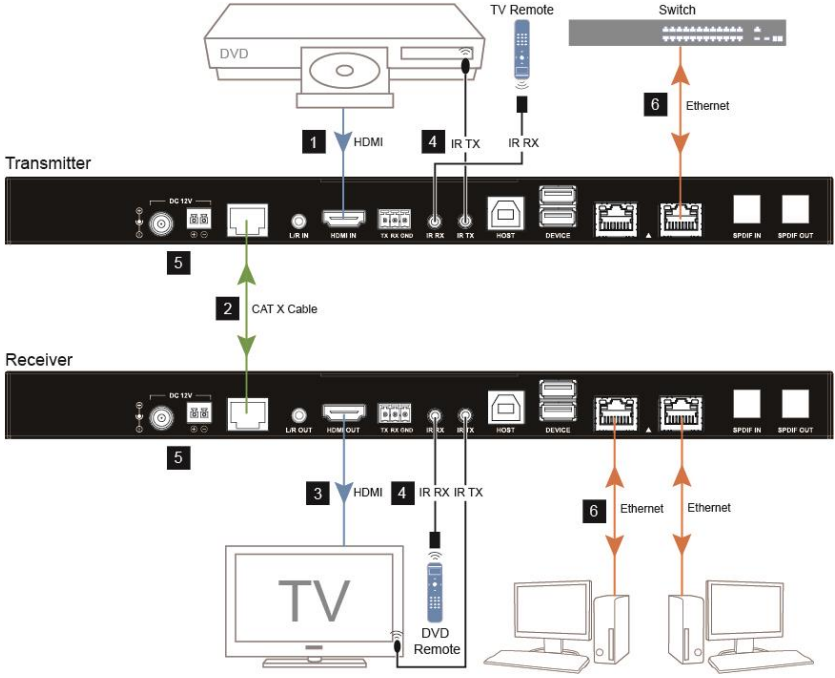 TV Remote
Switch
DVD
1
HDMI
4
IR TX
IR RX
6
Ethernet
Transmitter
DC 12V
L/R IN
HDMI IN
TX RX GND
IR RX
IR TX
HOST
DEVICE
SPDIF IN
SPDIF OUT
5
2
CAT X Cable
Receiver
DC 12V
L/R OUT
HDMI OUT
TX RX GND
IR RX
IR TX
HOST
DEVICE
SPDIF IN
SPDIF OUT
5
3
HDMI
4
IR RX
IR TX
6
Ethernet
Ethernet
TV
DVD
Remote